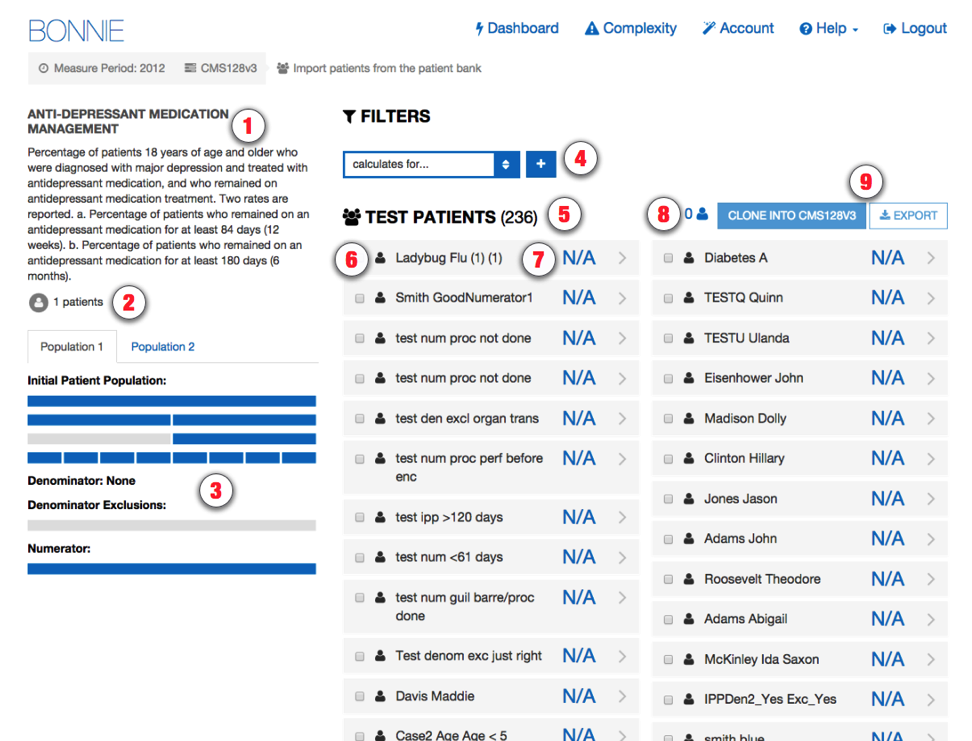 BONNIE
Dashboard
Complexity
Account
Help
Logout
Measure Period: 2012
CMS128v3
Import patients from the patient bank
ANTI-DEPRESSANT MEDICATION
MANAGEMENT
1
Percentage of patients 18 years of age and older who
were diagnosed with major depression and treated with
antidepressant medication, and who remained on
antidepressant medication treatment. Two rates are
reported. a. Percentage of patients who remained on an
antidepressant medication for at least 84 days (12
weeks). b. Percentage of patients who remained on an
antidepressant medication for at least 180 days (6
months).
1 patients
2
Population 1
Population 2
Initial Patient Population:
Denominator: None
3
Denominator Exclusions:
Numerator:
FILTERS
calculates for...
+
4
TEST PATIENTS (236)
5
8
0
9
CLONE INTO CMS128V3
EXPORT
6
Ladybug Flu (1) (1)
7
N/A
Smith GoodNumerator1
N/A
test num proc not done
N/A
test num proc not done
N/A
test den excl organ trans
N/A
test num proc perf before
enc
N/A
test ipp >120 days
N/A
test num <61 days
N/A
test num guil barre/proc
done
N/A
Test denom exc just right
N/A
Davis Maddie
N/A
Case2 Age Age < 5
N/A
Diabetes A
N/A
TESTQ Quinn
N/A
TESTU Ulanda
N/A
Eisenhower John
N/A
Madison Dolly
N/A
Clinton Hillary
N/A
Jones Jason
N/A
Adams John
N/A
Roosevelt Theodore
N/A
Adams Abigail
N/A
McKinley Ida Saxon
N/A
IPPDen2_Yes Exc_Yes
N/A
smith blue
N/A